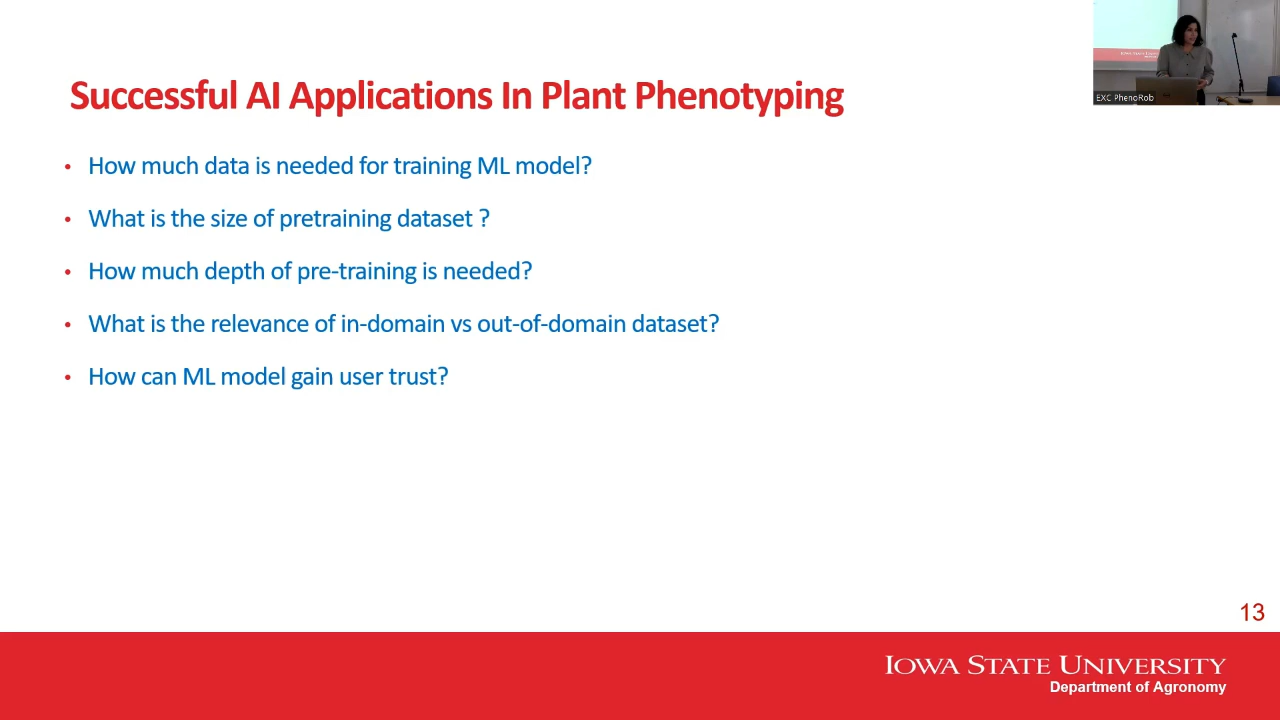 Successful AI Applications In Plant Phenotyping
• How much data is needed for training ML model?
• What is the size of pretraining dataset ?
• How much depth of pre-training is needed?
• What is the relevance of in-domain vs out-of-domain dataset?
• How can ML model gain user trust?
EXC PhenoRob
13
IOWA STATE UNIVERSITY
Department of Agronomy